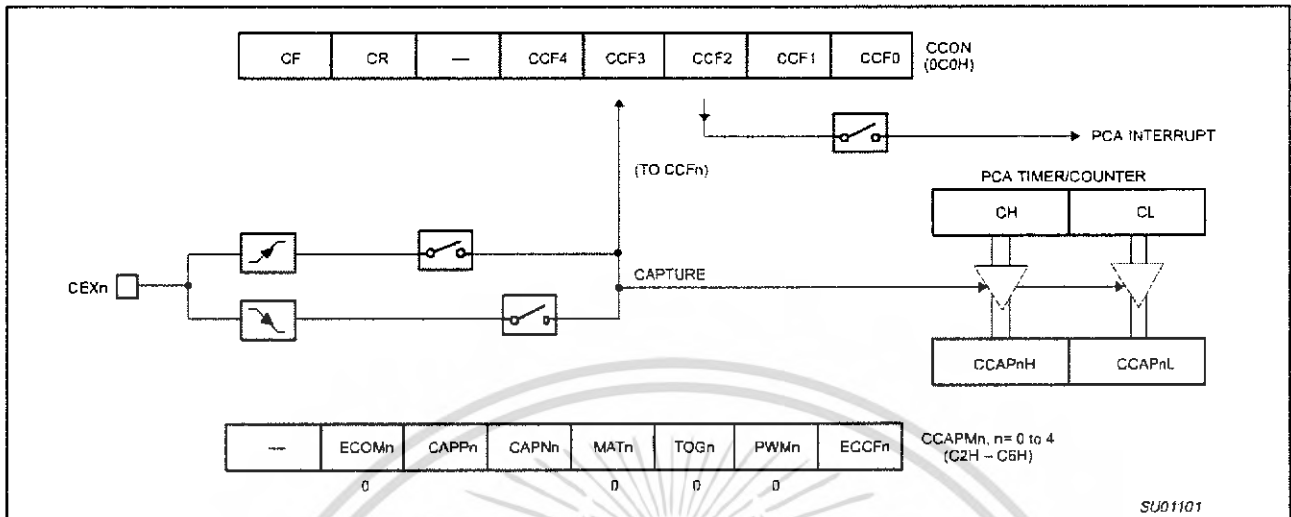 CF CR — CCF4 CCF3 CCF2 CCF1 CCF0 CCON
(0C0H)
PCA INTERRUPT
(TO CCFn)
PCA TIMER/COUNTER
CH CL
CEXn
CAPTURE
CCAPnH CCAPnL
— ECOMn CAPPn CAPNn MATn TOGn PWMn ECCFn CCAPMn, n= 0 to 4
(C2H – C6H)
0 0 0 0
SU01101